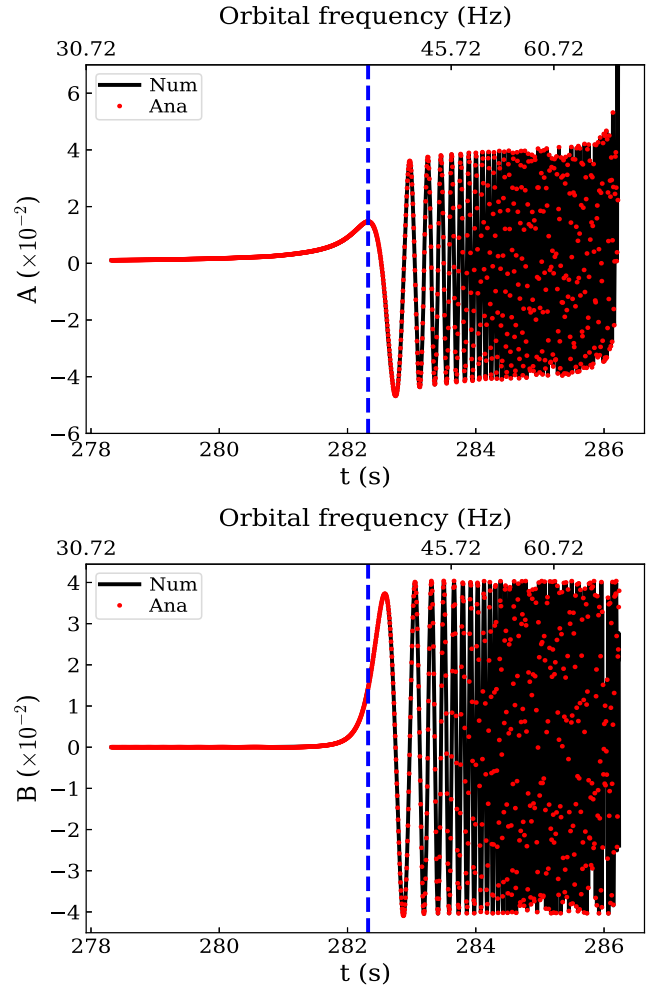 Orbital frequency (Hz)
30.72 45.72 60.72
Num
Ana
A (×10⁻²)
6
4
2
0
−2
−4
−6
278 280 282 284 286
t (s)
Orbital frequency (Hz)
30.72 45.72 60.72
Num
Ana
B (×10⁻²)
4
3
2
1
0
−1
−2
−3
−4
278 280 282 284 286
t (s)